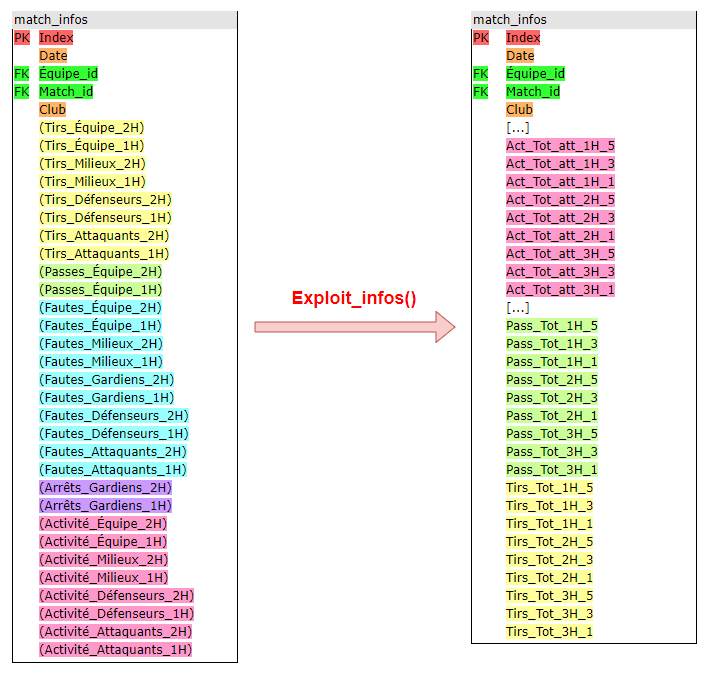 match_infos
PK Index
Date
FK Équipe_id
FK Match_id
Club
(Tirs_Équipe_2H)
(Tirs_Équipe_1H)
(Tirs_Milieux_2H)
(Tirs_Milieux_1H)
(Tirs_Défenseurs_2H)
(Tirs_Défenseurs_1H)
(Tirs_Attaquants_2H)
(Tirs_Attaquants_1H)
(Passes_Équipe_2H)
(Passes_Équipe_1H)
(Fautes_Équipe_2H)
(Fautes_Équipe_1H)
(Fautes_Milieux_2H)
(Fautes_Milieux_1H)
(Fautes_Gardiens_2H)
(Fautes_Gardiens_1H)
(Fautes_Défenseurs_2H)
(Fautes_Défenseurs_1H)
(Fautes_Attaquants_2H)
(Fautes_Attaquants_1H)
(Arrêts_Gardiens_2H)
(Arrêts_Gardiens_1H)
(Activité_Équipe_2H)
(Activité_Équipe_1H)
(Activité_Milieux_2H)
(Activité_Milieux_1H)
(Activité_Défenseurs_2H)
(Activité_Défenseurs_1H)
(Activité_Attaquants_2H)
(Activité_Attaquants_1H)
Exploit_infos()
match_infos
PK Index
Date
FK Équipe_id
FK Match_id
Club
[...]
Act_Tot_att_1H_5
Act_Tot_att_1H_3
Act_Tot_att_1H_1
Act_Tot_att_2H_5
Act_Tot_att_2H_3
Act_Tot_att_2H_1
Act_Tot_att_3H_5
Act_Tot_att_3H_3
Act_Tot_att_3H_1
[...]
Pass_Tot_1H_5
Pass_Tot_1H_3
Pass_Tot_1H_1
Pass_Tot_2H_5
Pass_Tot_2H_3
Pass_Tot_2H_1
Pass_Tot_3H_5
Pass_Tot_3H_3
Pass_Tot_3H_1
Tirs_Tot_1H_5
Tirs_Tot_1H_3
Tirs_Tot_1H_1
Tirs_Tot_2H_5
Tirs_Tot_2H_3
Tirs_Tot_2H_1
Tirs_Tot_3H_5
Tirs_Tot_3H_3
Tirs_Tot_3H_1